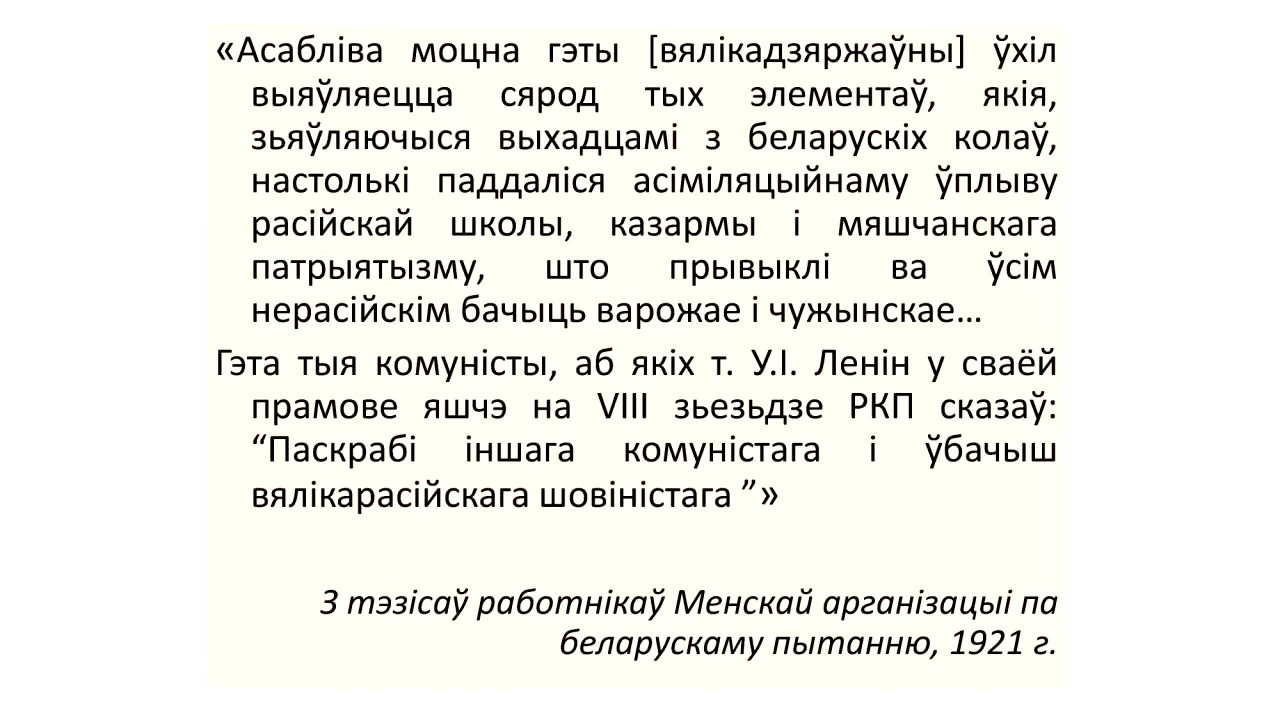 «Асабліва моцна гэты [вялікадзяржаўны] ўхіл
выяўляецца сярод тых элементаў, якія,
зьяўляючыся выхадцамі з беларускіх колаў,
настолькі паддаліся асіміляцыйнаму ўплыву
расійскай школы, казармы і мяшчанскага
патрыятызму, што прывыклі ва ўсім
нерасійскім бачыць варожае і чужынскае…
Гэта тыя комуністы, аб якіх т. У.І. Ленін у сваёй
прамове яшчэ на VIII зьезьдзе РКП сказаў:
“Паскрабі іншага комуністага і ўбачыш
вялікарасійскага шовіністага ”»
З тэзісаў работнікаў Менскай арганізацыі па
беларускаму пытанню, 1921 г.